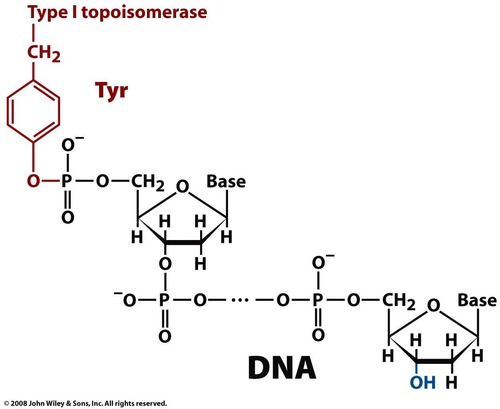 Type I topoisomerase
CH₂
Tyr
O⁻
O—P—O—CH₂ O Base
O
H H H H
H
O
O⁻
⁻O—P—O—···—O—P—O—CH₂ O Base
O O
H H H H
DNA
OH H
© 2008 John Wiley & Sons, Inc. All rights reserved.